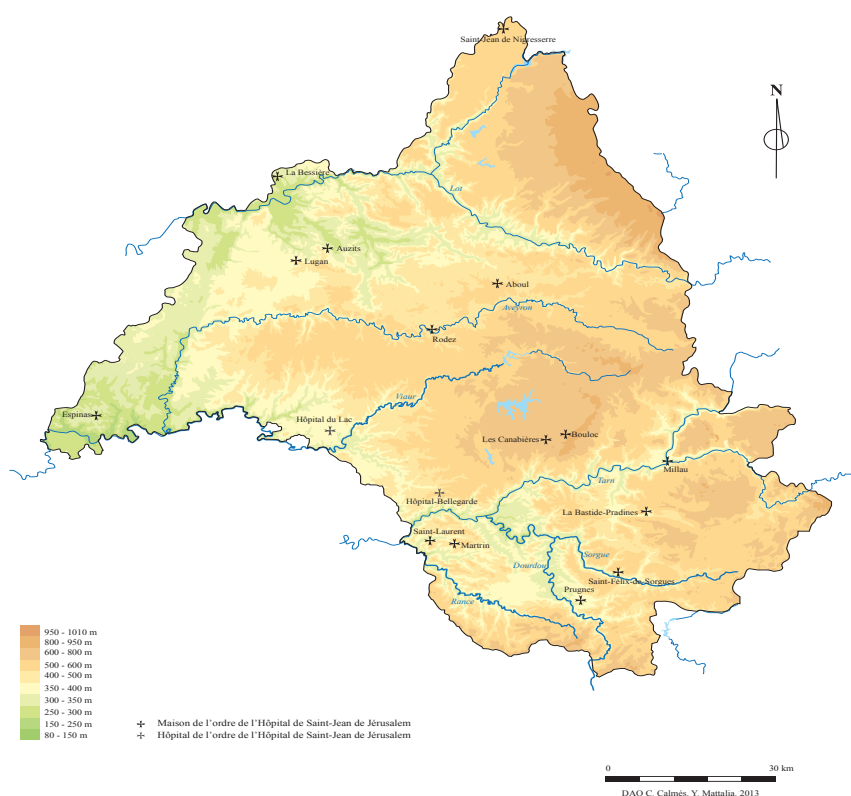 Saint-Jean de Nigresserre
N
La Bessière
Lot
Auzits
Lugan
Aboul
Aveyron
Rodez
Viaur
Espinas
Hôpital du Lac
Les Canabières
Bouloc
Millau
Tarn
Hôpital-Bellegarde
La Bastide-Pradines
Saint-Laurent
Martrin
Sorgue
Dourdou
Saint-Félix-de-Sorgues
Prugnes
Rance
950 - 1010 m
800 - 950 m
600 - 800 m
500 - 600 m
400 - 500 m
350 - 400 m
300 - 350 m
250 - 300 m
150 - 250 m
80 - 150 m
Maison de l'ordre de l'Hôpital de Saint-Jean de Jérusalem
Hôpital de l'ordre de l'Hôpital de Saint-Jean de Jérusalem
0 30 km
DAO C. Calmés, Y. Mattalia, 2013